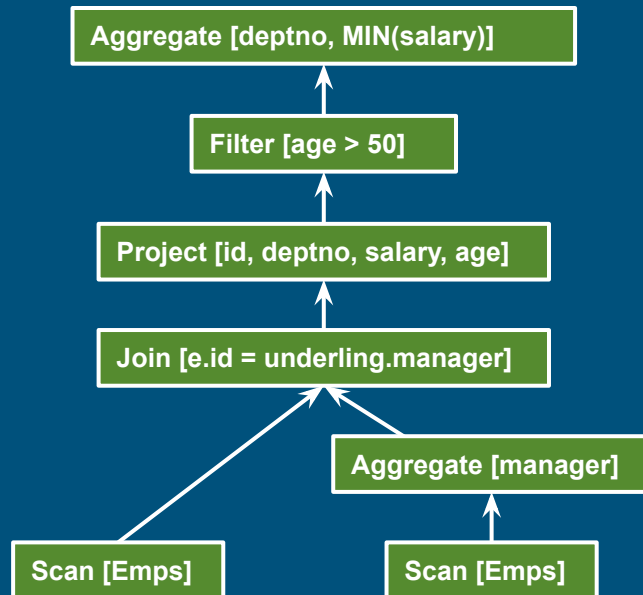 Aggregate [deptno, MIN(salary)]
Filter [age > 50]
Project [id, deptno, salary, age]
Join [e.id = underling.manager]
Aggregate [manager]
Scan [Emps]
Scan [Emps]